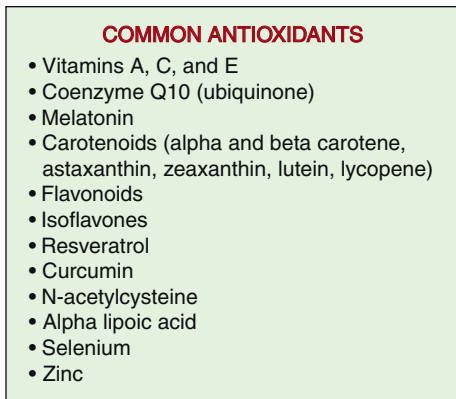 COMMON ANTIOXIDANTS
• Vitamins A, C, and E
• Coenzyme Q10 (ubiquinone)
• Melatonin
• Carotenoids (alpha and beta carotene,
astaxanthin, zeaxanthin, lutein, lycopene)
• Flavonoids
• Isoflavones
• Resveratrol
• Curcumin
• N-acetylcysteine
• Alpha lipoic acid
• Selenium
• Zinc